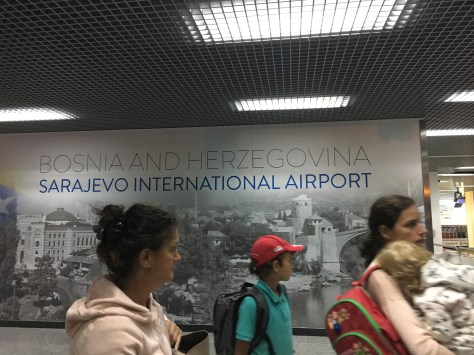 BOSNIA AND HERZEGOVINA
SARAJEVO INTERNATIONAL AIRPORT